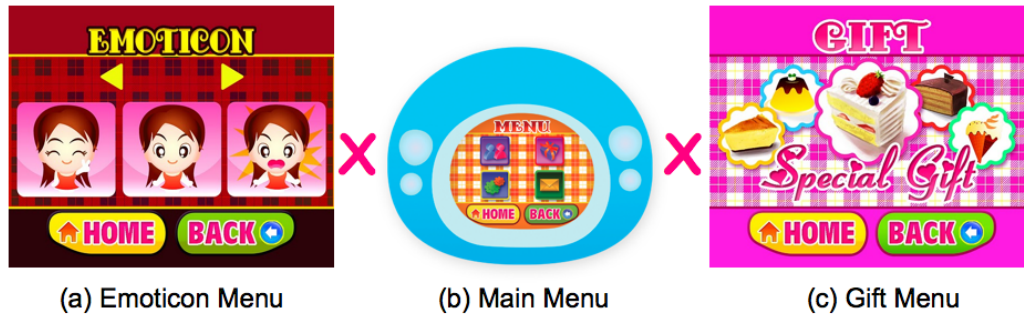 EMOTICON
HOME BACK
(a) Emoticon Menu
MENU
HOME BACK
(b) Main Menu
GIFT
Special Gift
HOME BACK
(c) Gift Menu